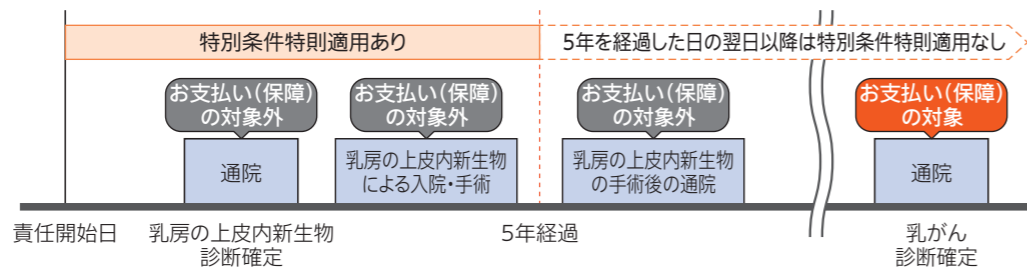 特別条件特則適用あり
5年を経過した日の翌日以降は特別条件特則適用なし
お支払い(保障)
の対象外
お支払い(保障)
の対象外
お支払い(保障)
の対象外
お支払い(保障)
の対象
通院
乳房の上皮内新生物
による入院・手術
乳房の上皮内新生物
の手術後の通院
通院
責任開始日
乳房の上皮内新生物
診断確定
5年経過
乳がん
診断確定